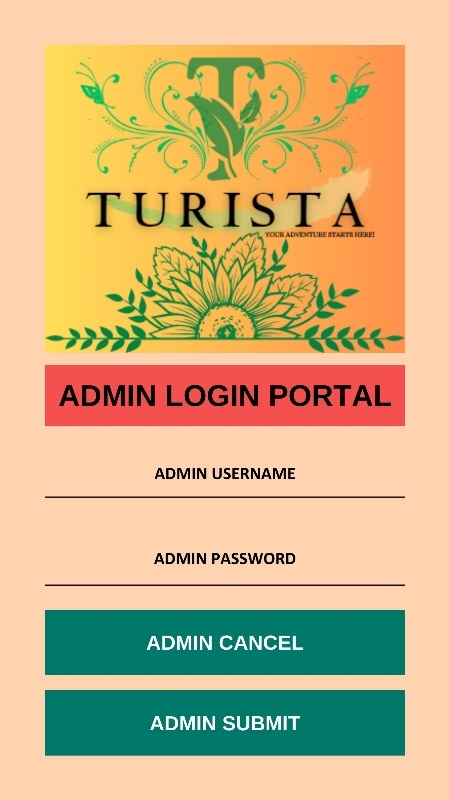 T
TURISTA
YOUR ADVENTURE STARTS HERE!
ADMIN LOGIN PORTAL
ADMIN USERNAME
ADMIN PASSWORD
ADMIN CANCEL
ADMIN SUBMIT